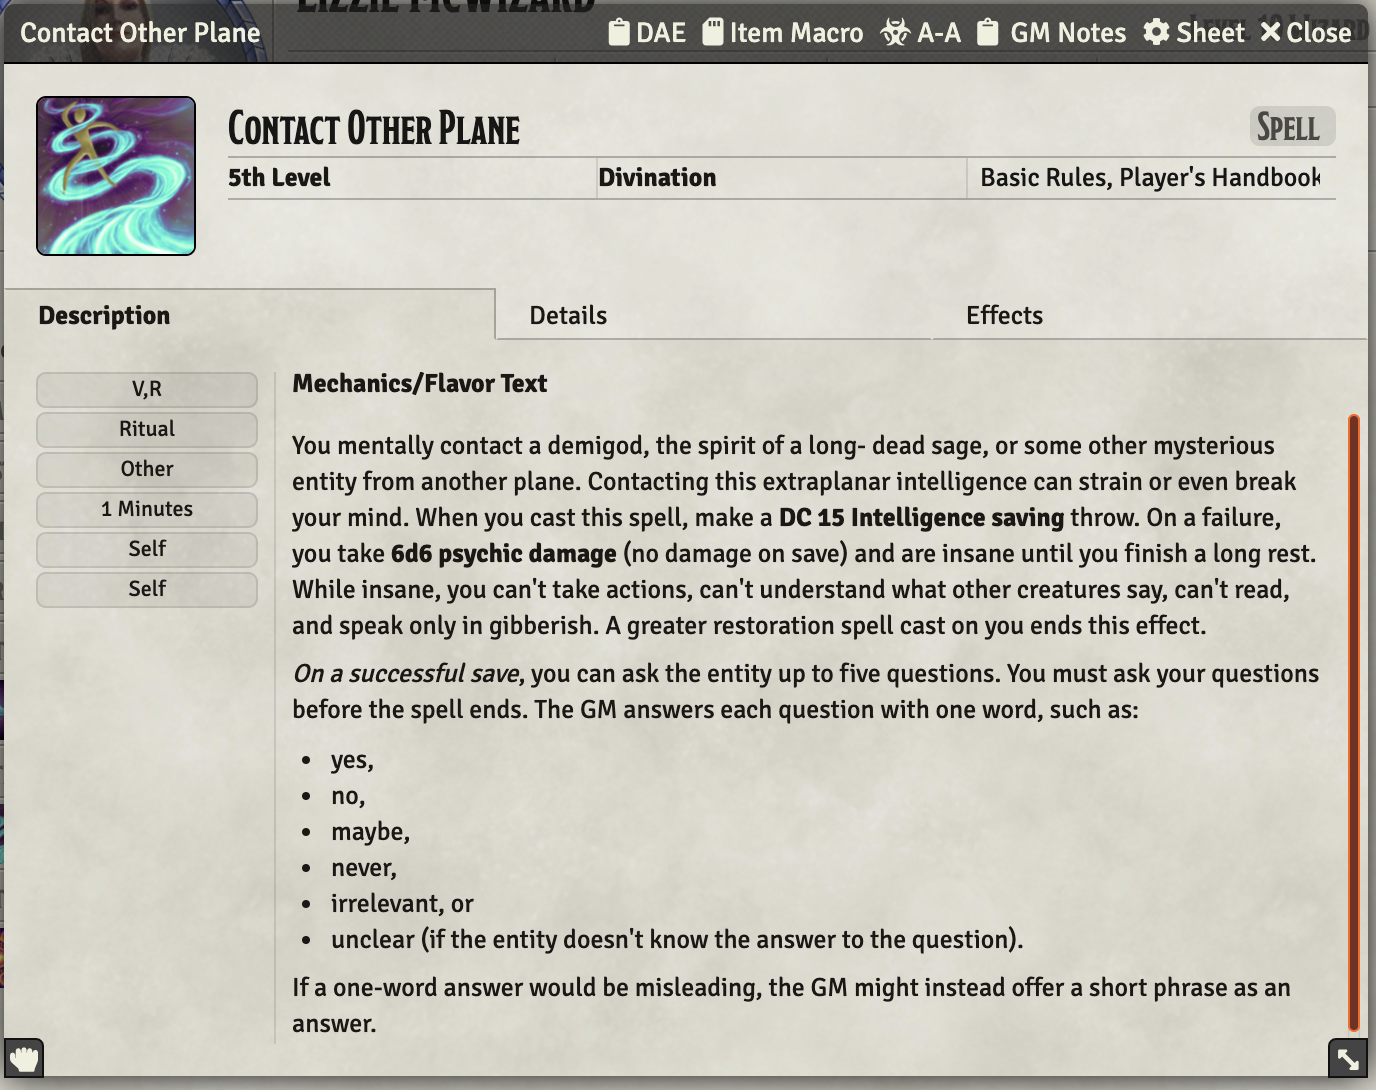 LIZZIE MCWIZARD
Contact Other Plane
DAE Item Macro A-A GM Notes Sheet Close
Contact Other Plane
Spell
5th Level
Divination
Basic Rules, Player's Handbook
Description
Details
Effects
V,R
Ritual
Other
1 Minutes
Self
Self
Mechanics/Flavor Text
You mentally contact a demigod, the spirit of a long- dead sage, or some other mysterious
entity from another plane. Contacting this extraplanar intelligence can strain or even break
your mind. When you cast this spell, make a DC 15 Intelligence saving throw. On a failure,
you take 6d6 psychic damage (no damage on save) and are insane until you finish a long rest.
While insane, you can't take actions, can't understand what other creatures say, can't read,
and speak only in gibberish. A greater restoration spell cast on you ends this effect.
On a successful save, you can ask the entity up to five questions. You must ask your questions
before the spell ends. The GM answers each question with one word, such as:
• yes,
• no,
• maybe,
• never,
• irrelevant, or
• unclear (if the entity doesn't know the answer to the question).
If a one-word answer would be misleading, the GM might instead offer a short phrase as an
answer.